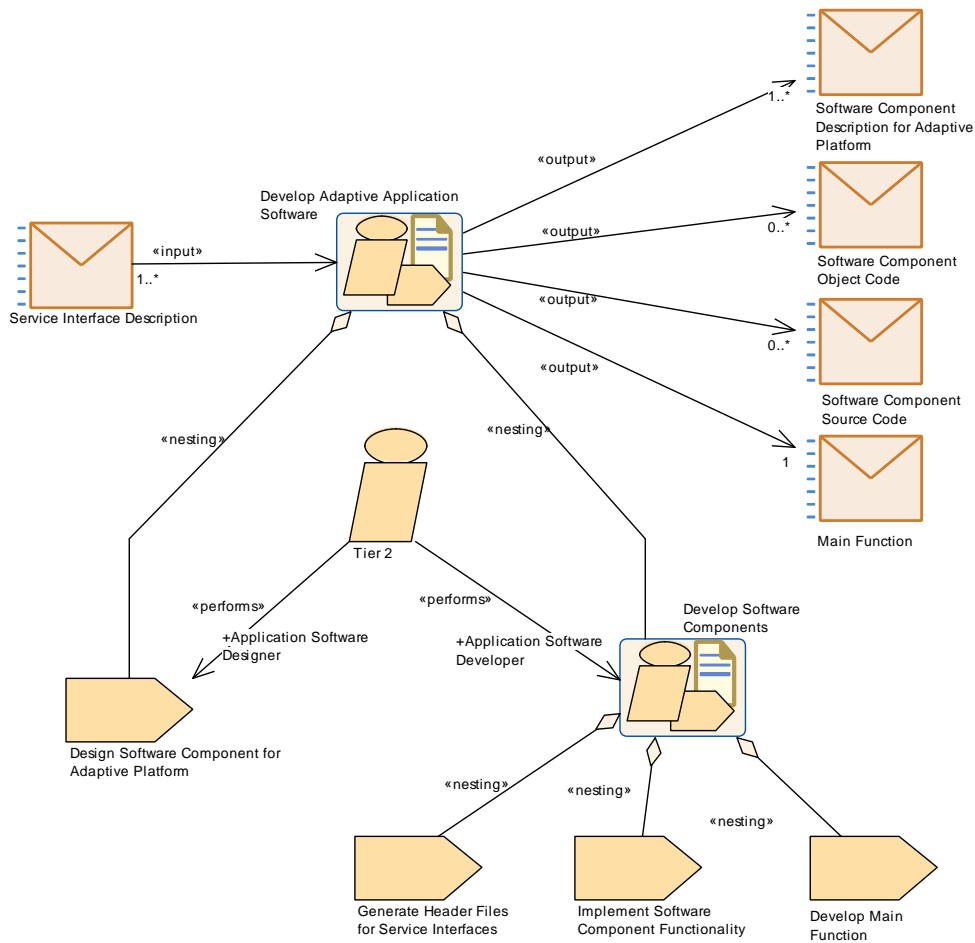 1..*
Software Component
Description for Adaptive
Platform
«output»
Develop Adaptive Application
Software
«output»
0..*
«input»
1..*
Software Component
Object Code
Service Interface Description
«output»
0..*
«output»
Software Component
Source Code
«nesting»
«nesting»
1
Main Function
Tier 2
«performs»
«performs»
Develop Software
Components
+Application Software
Designer
+Application Software
Developer
Design Software Component for
Adaptive Platform
«nesting»
«nesting»
«nesting»
Generate Header Files
for Service Interfaces
Implement Software
Component Functionality
Develop Main
Function